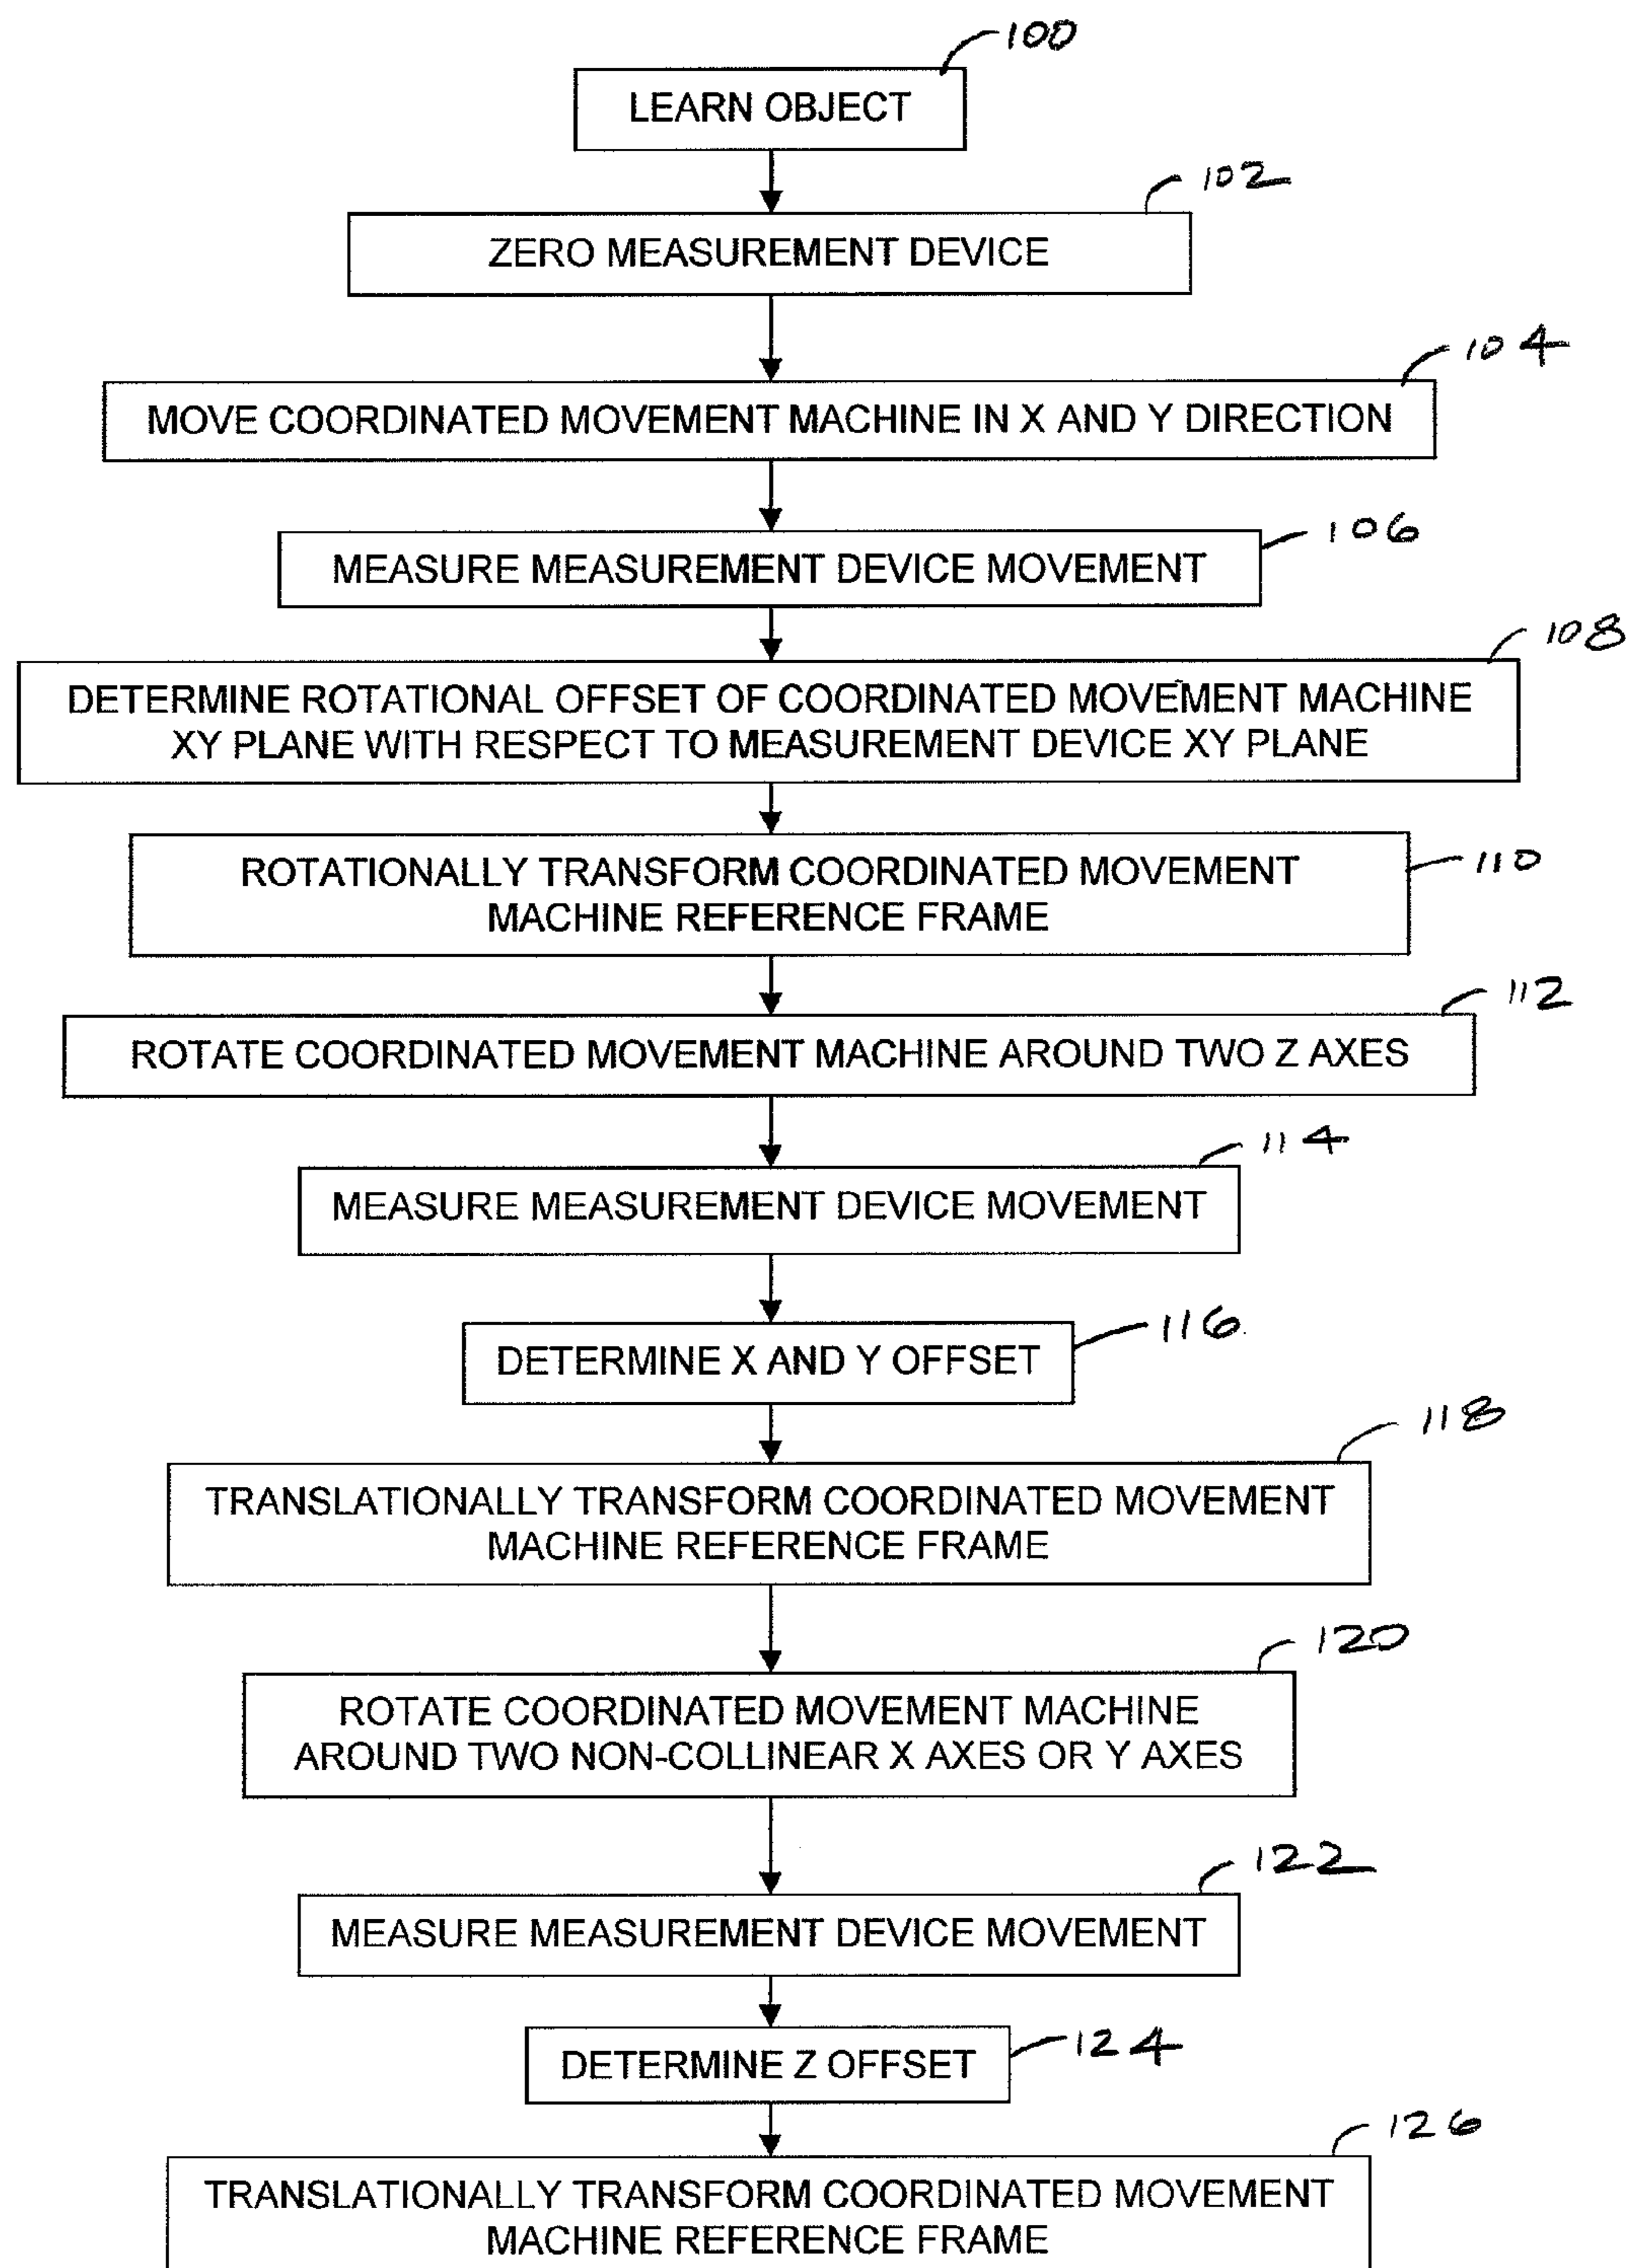 100
LEARN OBJECT
102
ZERO MEASUREMENT DEVICE
104
MOVE COORDINATED MOVEMENT MACHINE IN X AND Y DIRECTION
106
MEASURE MEASUREMENT DEVICE MOVEMENT
108
DETERMINE ROTATIONAL OFFSET OF COORDINATED MOVEMENT MACHINE
XY PLANE WITH RESPECT TO MEASUREMENT DEVICE XY PLANE
110
ROTATIONALLY TRANSFORM COORDINATED MOVEMENT
MACHINE REFERENCE FRAME
112
ROTATE COORDINATED MOVEMENT MACHINE AROUND TWO Z AXES
114
MEASURE MEASUREMENT DEVICE MOVEMENT
116
DETERMINE X AND Y OFFSET
118
TRANSLATIONALLY TRANSFORM COORDINATED MOVEMENT
MACHINE REFERENCE FRAME
120
ROTATE COORDINATED MOVEMENT MACHINE
AROUND TWO NON-COLLINEAR X AXES OR Y AXES
122
MEASURE MEASUREMENT DEVICE MOVEMENT
124
DETERMINE Z OFFSET
126
TRANSLATIONALLY TRANSFORM COORDINATED MOVEMENT
MACHINE REFERENCE FRAME